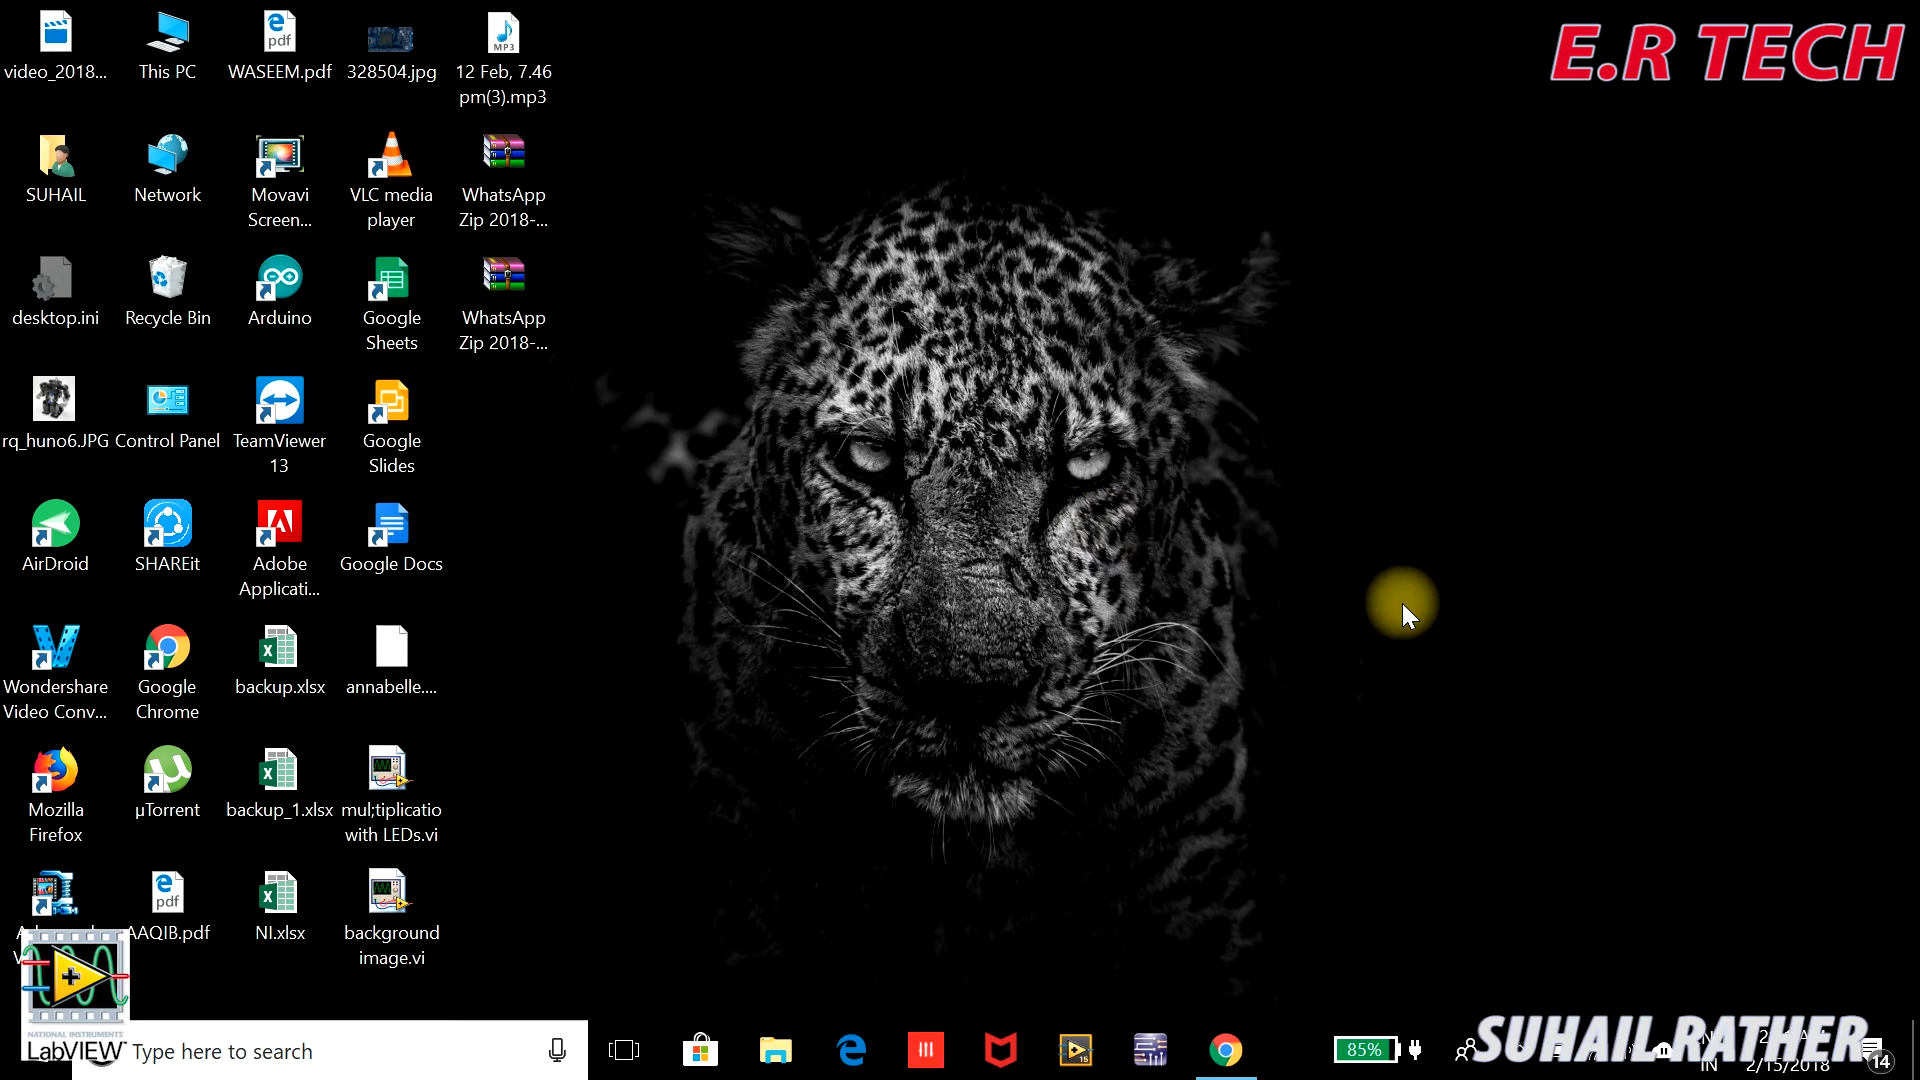 E.R TECH
video_2018...
This PC
WASEEM.pdf
328504.jpg
12 Feb, 7.46
pm(3).mp3
SUHAIL
Network
Movavi
Screen...
VLC media
player
WhatsApp
Zip 2018-...
desktop.ini
Recycle Bin
Arduino
Google
Sheets
WhatsApp
Zip 2018-...
rq_huno6.JPG
Control Panel
TeamViewer
13
Google
Slides
AirDroid
SHAREit
Adobe
Applicati...
Google Docs
Wondershare
Video Conv...
Google
Chrome
backup.xlsx
annabelle....
Mozilla
Firefox
µTorrent
backup_1.xlsx
mul;tiplicatio
with LEDs.vi
AAQIB.pdf
NI.xlsx
background
image.vi
NATIONAL INSTRUMENTS
LabVIEW
Type here to search
85%
SUHAIL RATHER
IN
2/15/2018
14
pdf
MP3
pdf
15